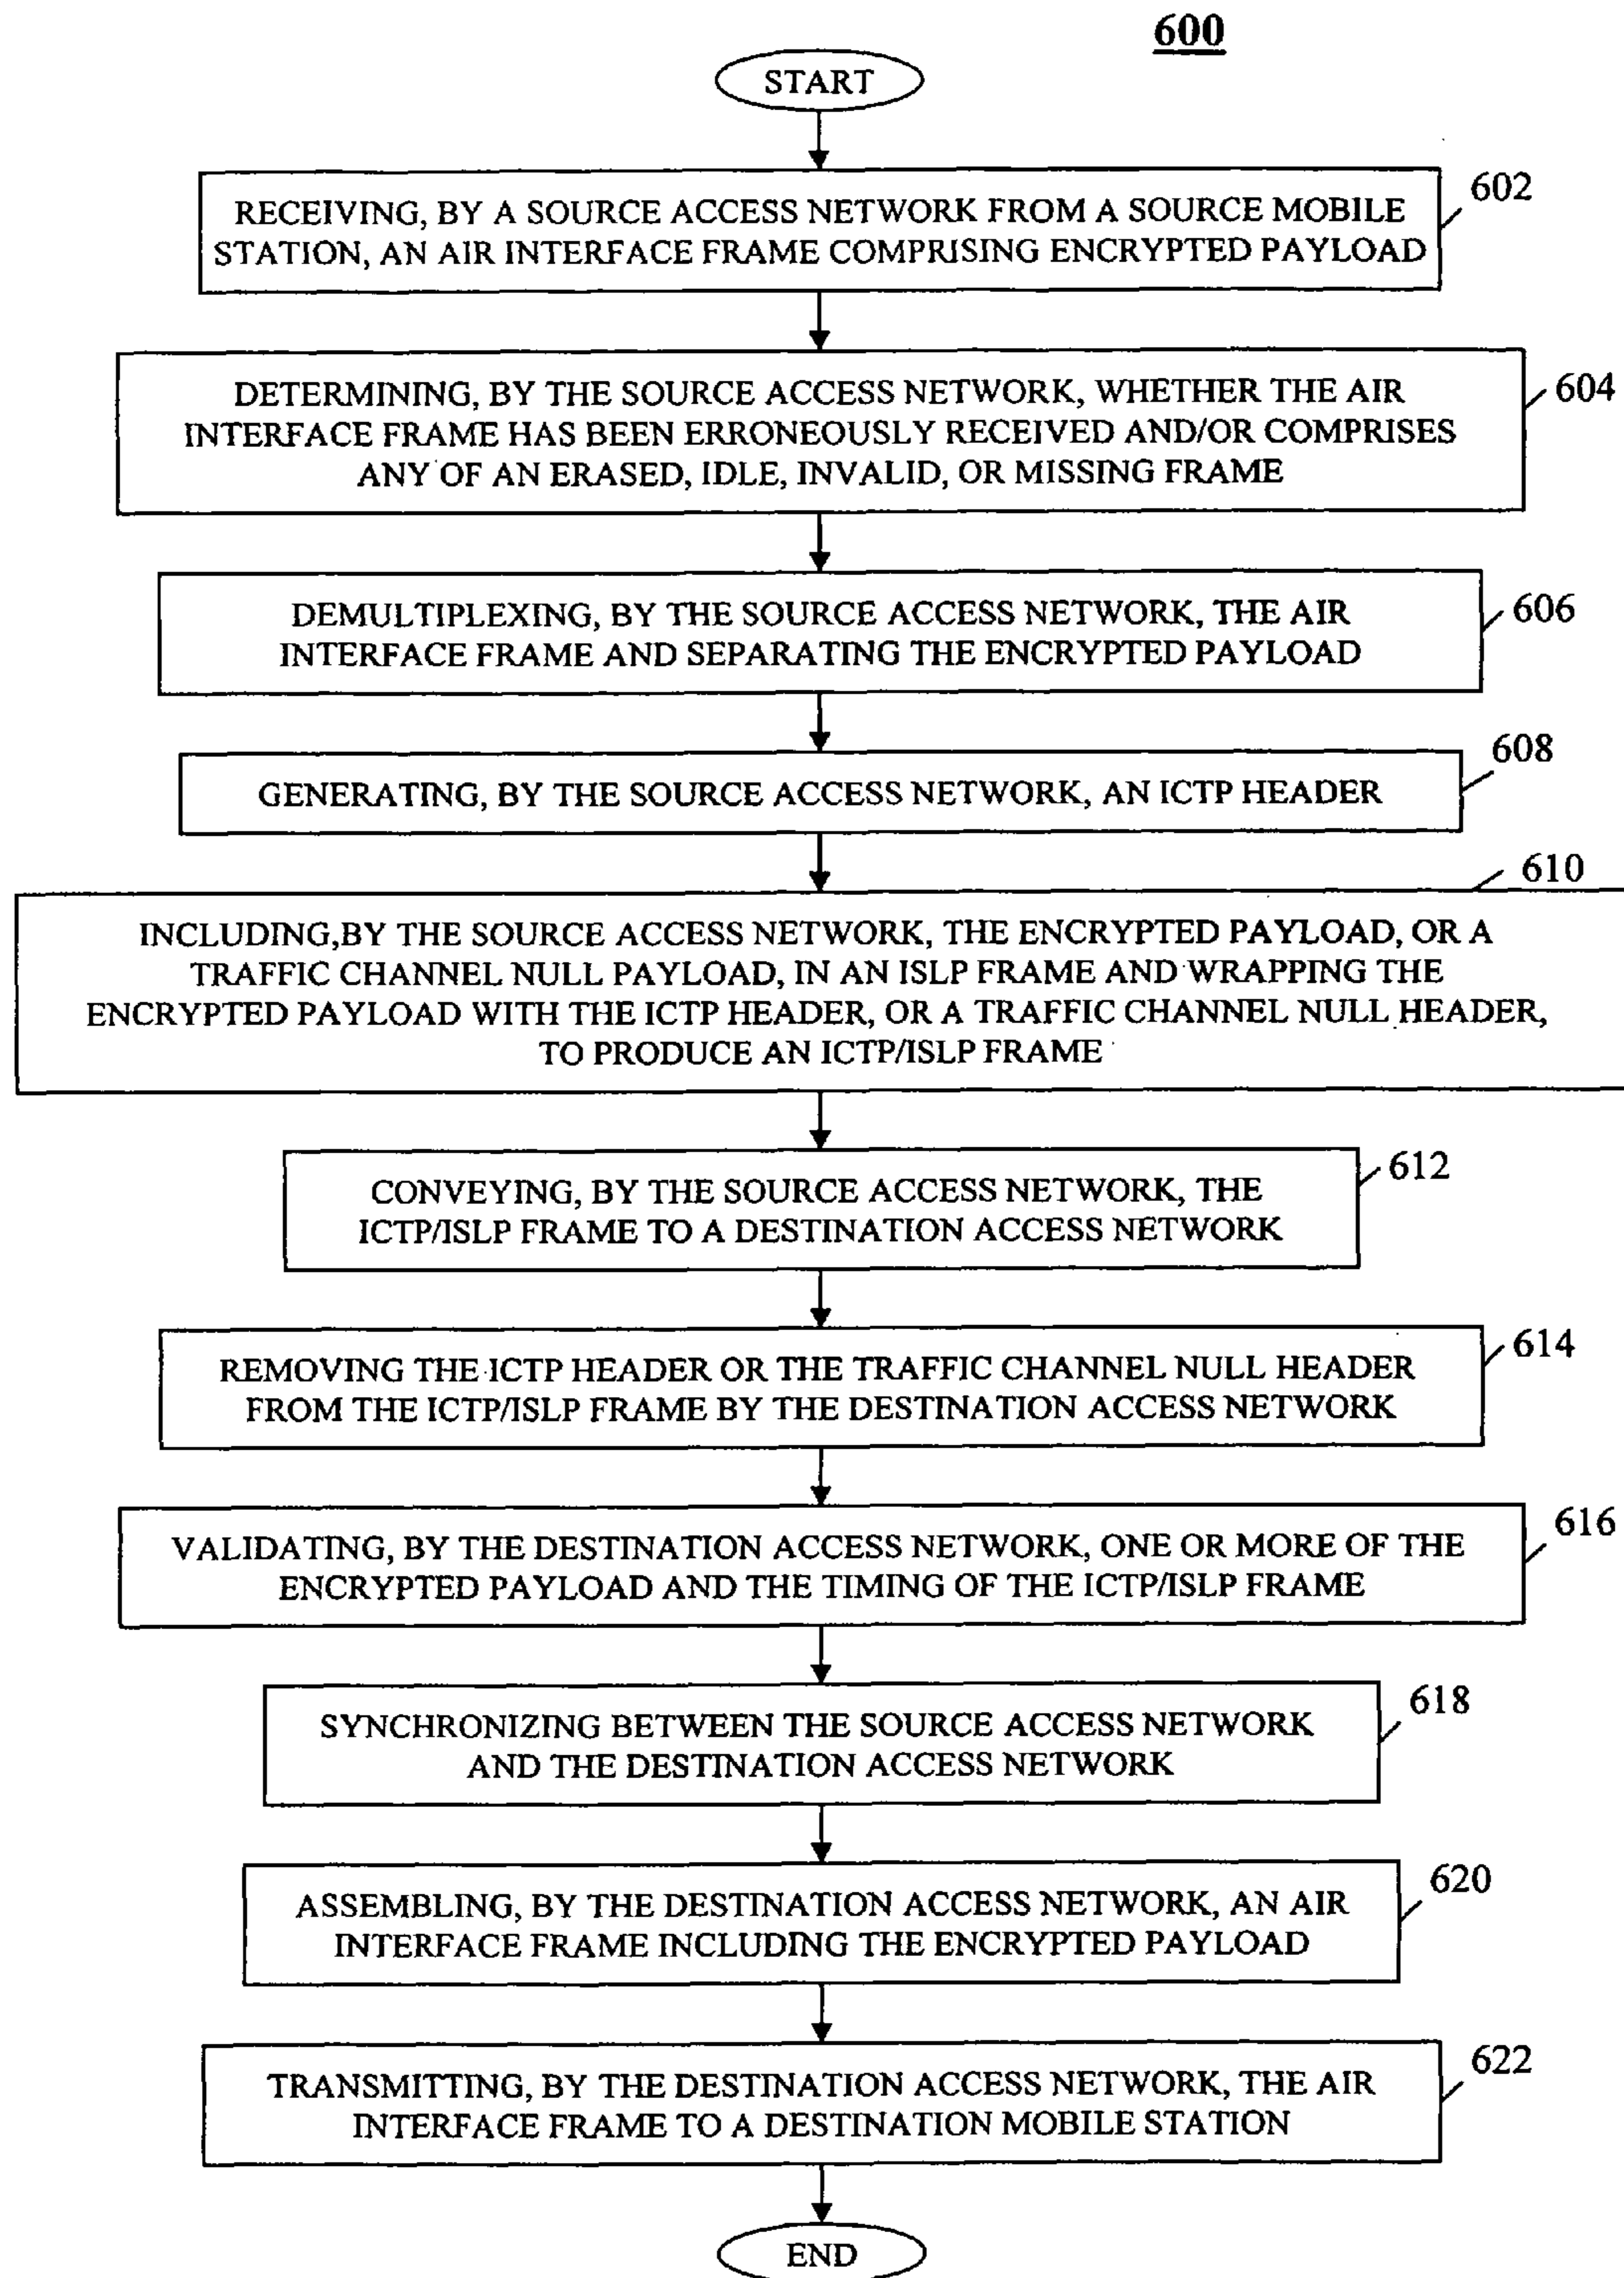 600
START
602
RECEIVING, BY A SOURCE ACCESS NETWORK FROM A SOURCE MOBILE
STATION, AN AIR INTERFACE FRAME COMPRISING ENCRYPTED PAYLOAD
604
DETERMINING, BY THE SOURCE ACCESS NETWORK, WHETHER THE AIR
INTERFACE FRAME HAS BEEN ERRONEOUSLY RECEIVED AND/OR COMPRISES
ANY OF AN ERASED, IDLE, INVALID, OR MISSING FRAME
606
DEMULTIPLEXING, BY THE SOURCE ACCESS NETWORK, THE AIR
INTERFACE FRAME AND SEPARATING THE ENCRYPTED PAYLOAD
608
GENERATING, BY THE SOURCE ACCESS NETWORK, AN ICTP HEADER
610
INCLUDING,BY THE SOURCE ACCESS NETWORK, THE ENCRYPTED PAYLOAD, OR A
TRAFFIC CHANNEL NULL PAYLOAD, IN AN ISLP FRAME AND WRAPPING THE
ENCRYPTED PAYLOAD WITH THE ICTP HEADER, OR A TRAFFIC CHANNEL NULL HEADER,
TO PRODUCE AN ICTP/ISLP FRAME
612
CONVEYING, BY THE SOURCE ACCESS NETWORK, THE
ICTP/ISLP FRAME TO A DESTINATION ACCESS NETWORK
614
REMOVING THE ICTP HEADER OR THE TRAFFIC CHANNEL NULL HEADER
FROM THE ICTP/ISLP FRAME BY THE DESTINATION ACCESS NETWORK
616
VALIDATING, BY THE DESTINATION ACCESS NETWORK, ONE OR MORE OF THE
ENCRYPTED PAYLOAD AND THE TIMING OF THE ICTP/ISLP FRAME
618
SYNCHRONIZING BETWEEN THE SOURCE ACCESS NETWORK
AND THE DESTINATION ACCESS NETWORK
620
ASSEMBLING, BY THE DESTINATION ACCESS NETWORK, AN AIR
INTERFACE FRAME INCLUDING THE ENCRYPTED PAYLOAD
622
TRANSMITTING, BY THE DESTINATION ACCESS NETWORK, THE AIR
INTERFACE FRAME TO A DESTINATION MOBILE STATION
END